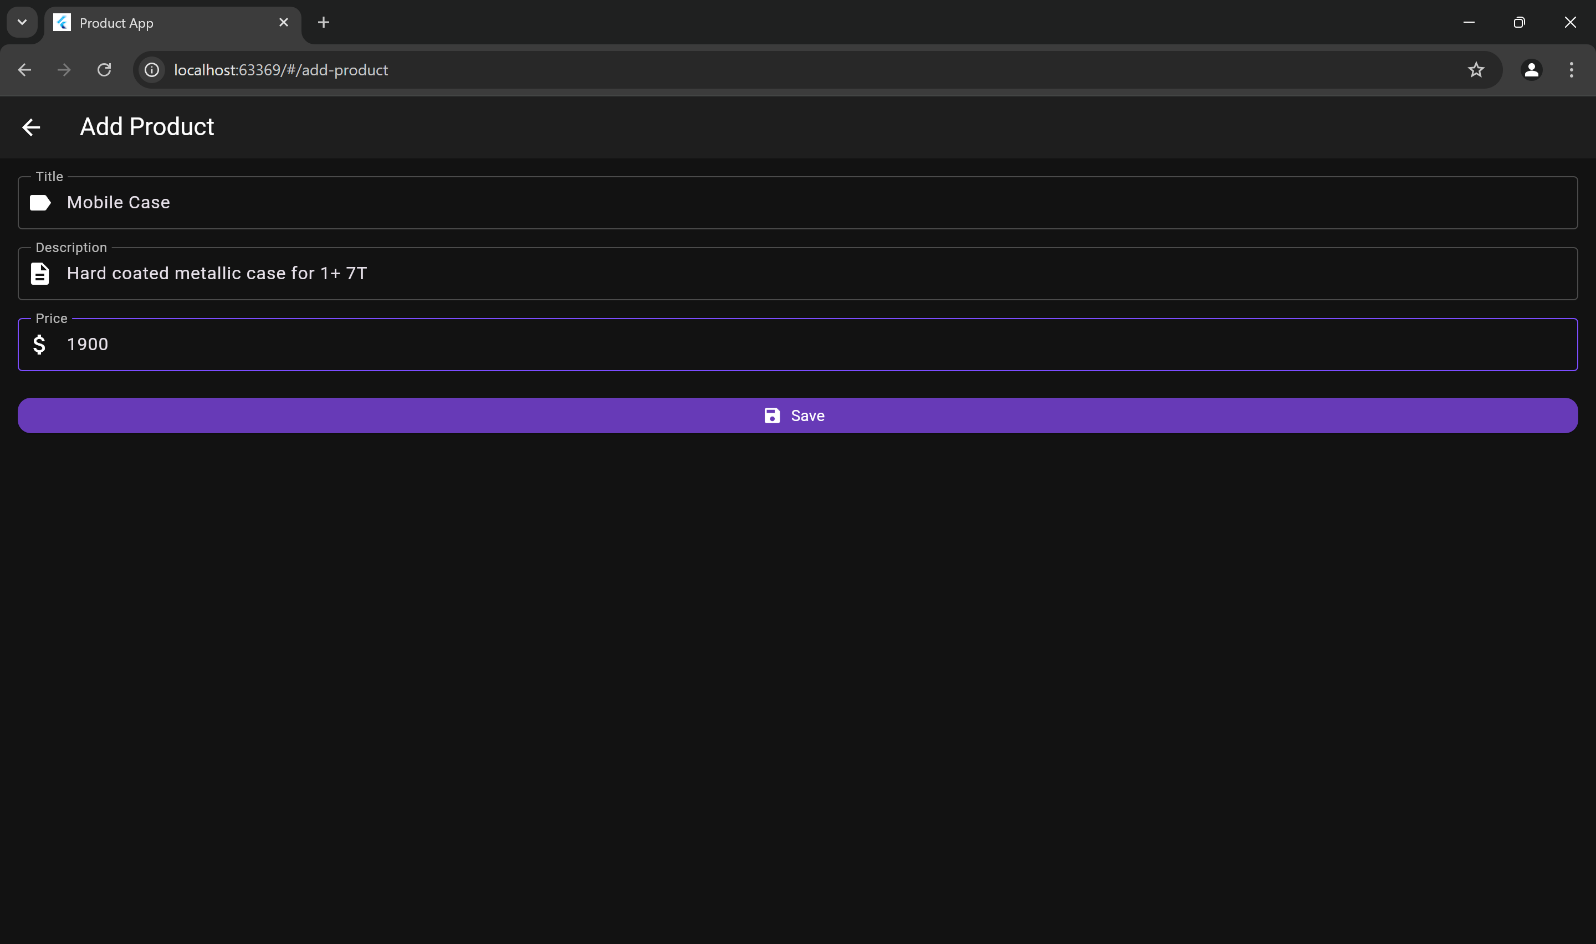 Product App
localhost:63369/#/add-product
Add Product
Title
Mobile Case
Description
Hard coated metallic case for 1+ 7T
Price
$ 1900
Save